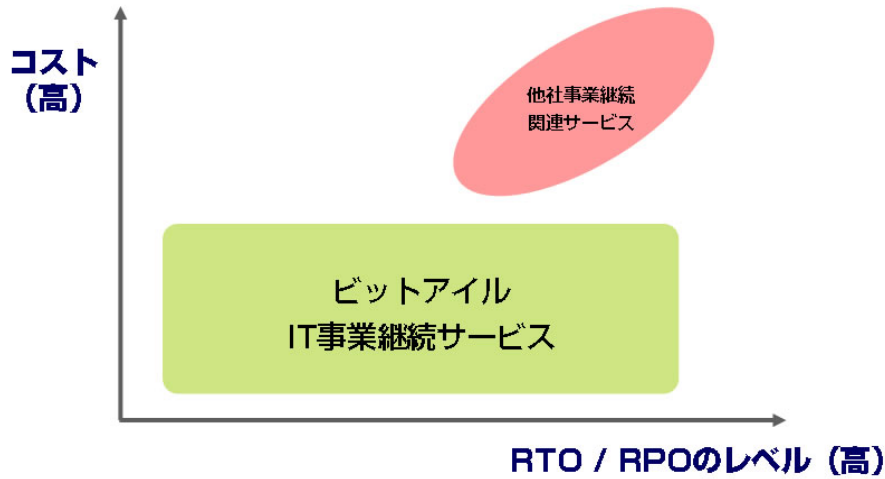 コスト
（高）
他社事業継続
関連サービス
ビットアイル
IT事業継続サービス
RTO / RPOのレベル（高）